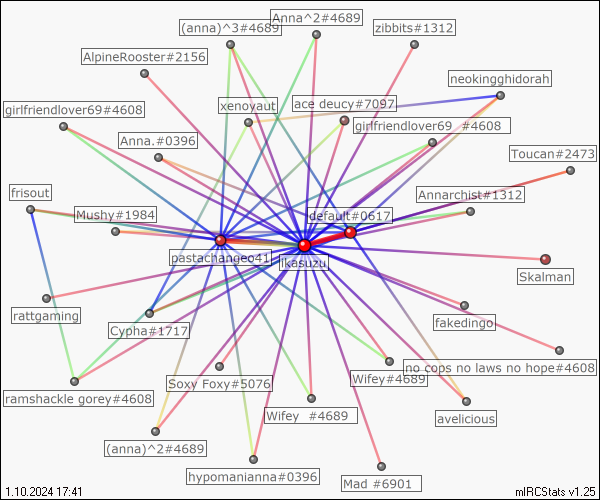 Anna^2#4689
(anna)^3#4689
zibbits#1312
AlpineRooster#2156
neokingghidorah
xenoyaut
ace deucy#7097
girlfriendlover69#4608
girlfriendlover69 #4608
Anna.#0396
Toucan#2473
frisout
Annarchist#1312
Mushy#1984
default#0617
pastachangeo41
ikasuzu
Skalman
rattgaming
fakedingo
Cypha#1717
no cops no laws no hope#4608
Soxy Foxy#5076
Wifey#4689
ramshackle gorey#4608
Wifey #4689
avelicious
(anna)^2#4689
hypomanianna#0396
Mad #6901
1.10.2024 17:41
mIRCStats v1.25